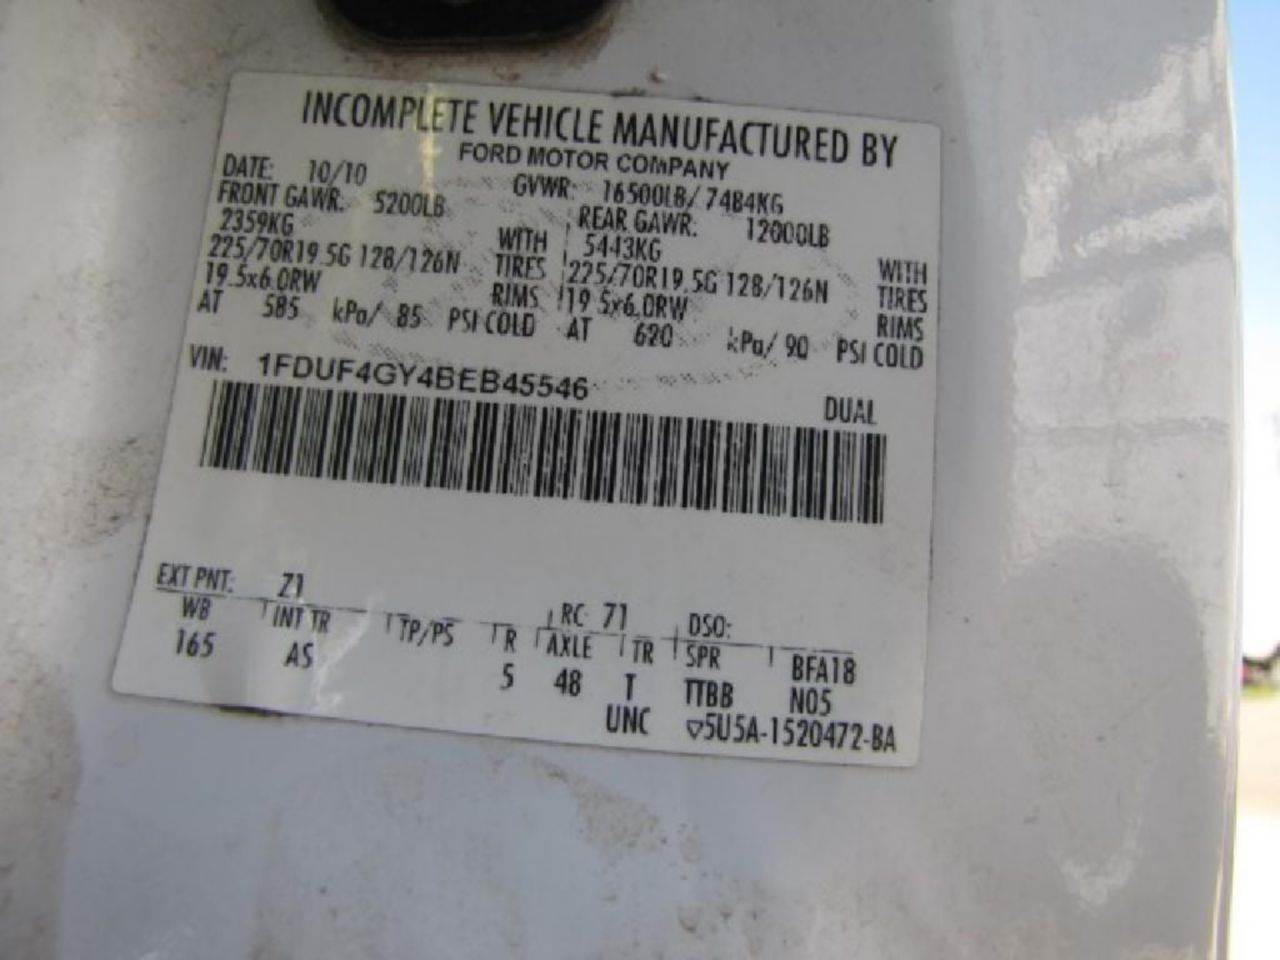 INCOMPLETE VEHICLE MANUFACTURED BY
FORD MOTOR COMPANY
DATE: 10/10 GVWR: 16500LB/ 7484KG
FRONT GAWR: 5200LB REAR GAWR: 12000LB
2359KG WITH 5443KG WITH
225/70R19.5G 128/126N TIRES 225/70R19.5G 128/126N TIRES
19.5x6.0RW RIMS 19.5x6.0RW RIMS
AT 585 kPa/ 85 PSI COLD AT 620 kPa/ 90 PSI COLD
VIN: 1FDUF4GY4BEB45546
DUAL
EXT PNT: Z1 RC: 71 DSO:
WB INT TR TP/PS R AXLE TR SPR BFA18
165 AS 5 48 T TTBB N05
UNC ▽5U5A-1520472-BA